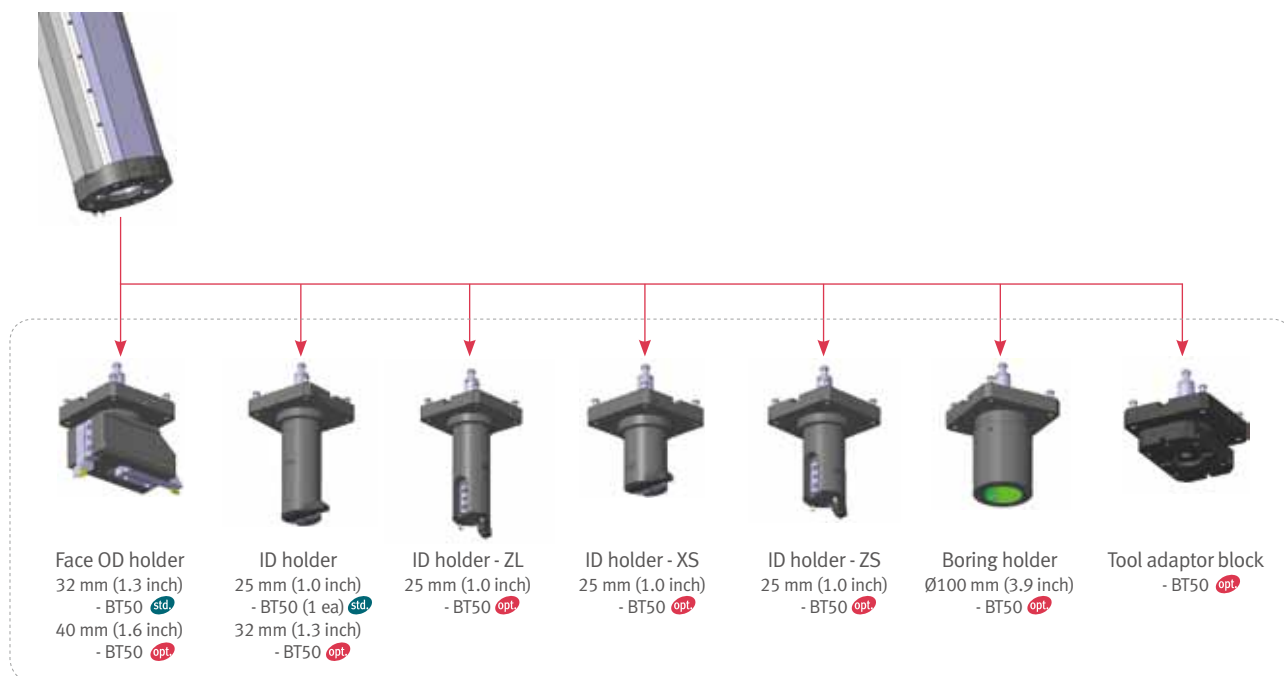 Face OD holder
32 mm (1.3 inch)
- BT50 std.
40 mm (1.6 inch)
- BT50 opt.
ID holder
25 mm (1.0 inch)
- BT50 (1 ea) std.
32 mm (1.3 inch)
- BT50 opt.
ID holder - ZL
25 mm (1.0 inch)
- BT50 opt.
ID holder - XS
25 mm (1.0 inch)
- BT50 opt.
ID holder - ZS
25 mm (1.0 inch)
- BT50 opt.
Boring holder
Ø100 mm (3.9 inch)
- BT50 opt.
Tool adaptor block
- BT50 opt.